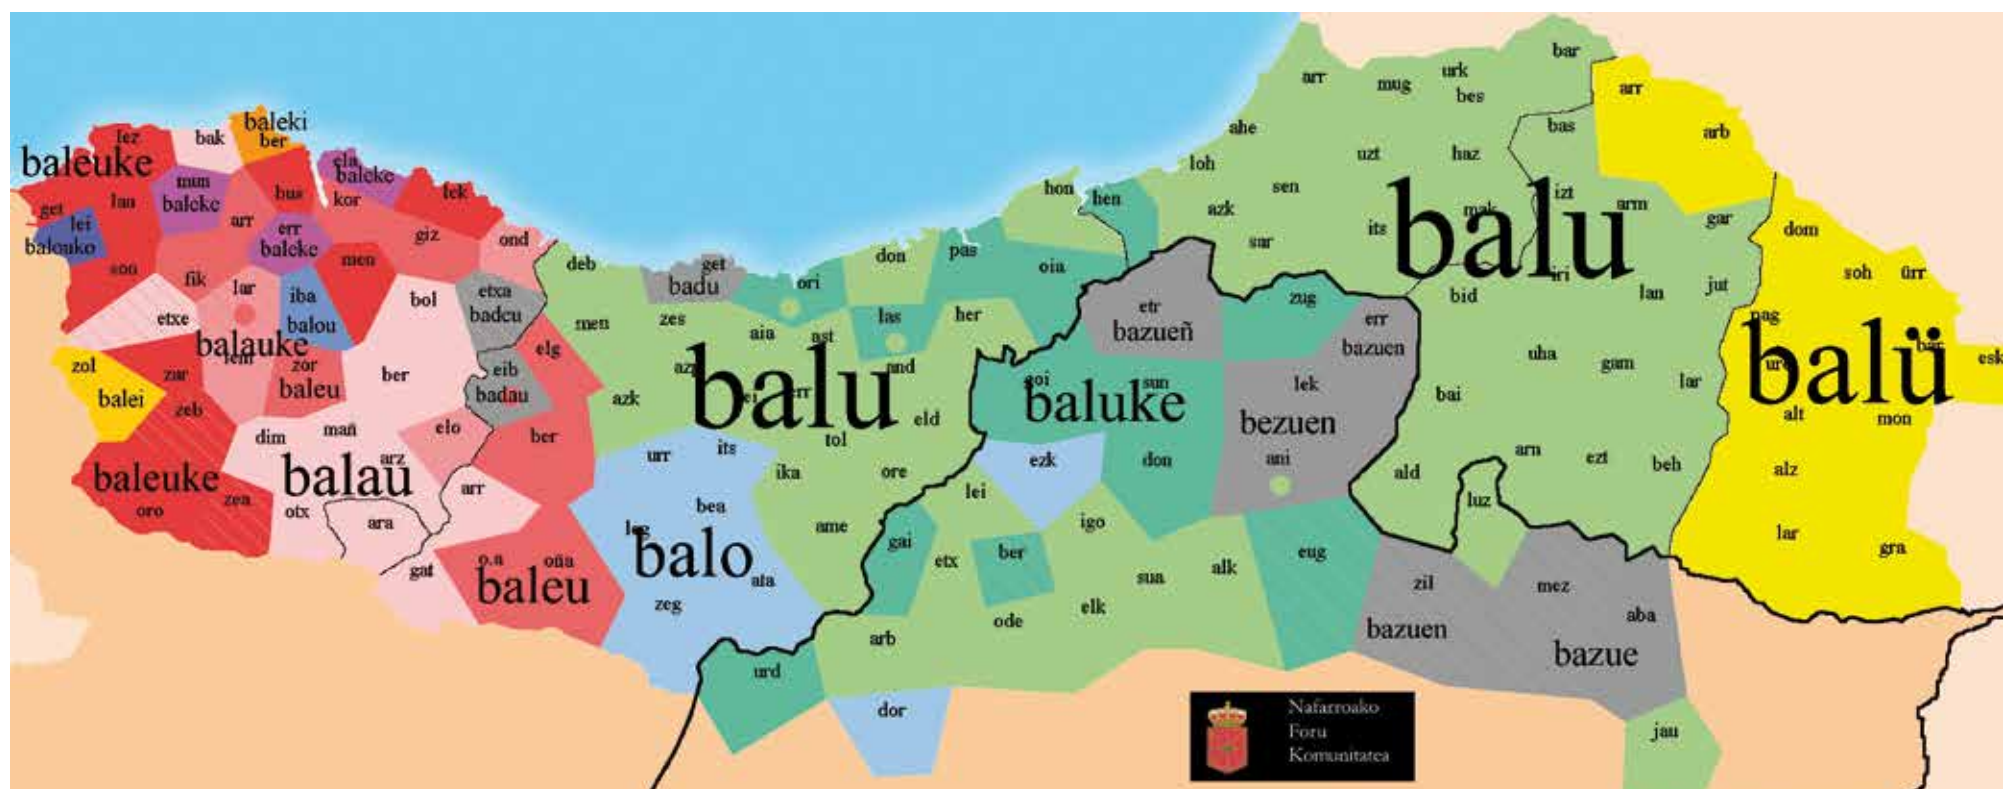 bar
arr
mug
urk
bes
arr
baleki
ber
lez
bak
ahe
bas
arb
baleuke
ela
baleke
loh
uzt
haz
mun
baleke
bus
kor
lek
hon
hen
sen
balu
izt
get
lan
lei
balouko
arr
err
baleke
giz
ond
azk
sar
its
mak
arm
gar
dom
son
fik
men
deb
get
badu
ori
don
pas
oia
iri
soh
ürr
lar
iba
balou
bol
etxa
badeu
etr
bazueñ
zug
bid
lan
jut
etxe
balauke
lem
men
zes
aia
ast
las
her
err
bazuen
pag
balü
bar
zol
balei
zar
zor
baleu
ber
eib
badau
elg
and
goi
sun
baluke
lek
bezuen
uha
gam
lar
esk
zeb
azk
balu
eld
bai
alt
mon
dim
mañ
elo
ber
tol
arz
balau
urr
its
ika
ore
ezk
don
ani
ald
arn
ezt
beh
alz
baleuke
zea
oro
otx
ara
arr
bea
lei
luz
balo
ame
gai
igo
eug
lar
gra
gat
o.a
oña
baleu
ata
etx
ber
sua
alk
zil
mez
zeg
ode
elk
aba
arb
bazuen
bazue
urd
dor
jau
Nafarroako
Foru
Komunitatea